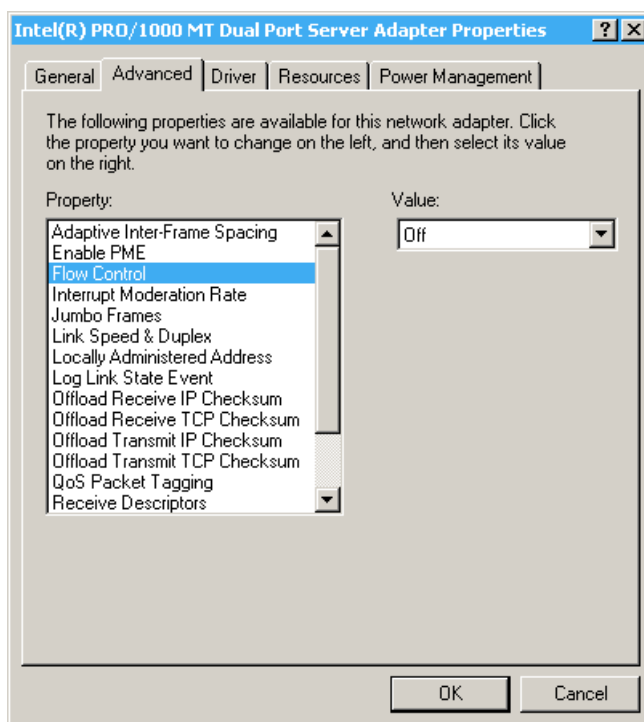 Intel(R) PRO/1000 MT Dual Port Server Adapter Properties
General Advanced Driver Resources Power Management
The following properties are available for this network adapter. Click
the property you want to change on the left, and then select its value
on the right.
Property:
Value:
Adaptive Inter-Frame Spacing
Off
Enable PME
Flow Control
Interrupt Moderation Rate
Jumbo Frames
Link Speed & Duplex
Locally Administered Address
Log Link State Event
Offload Receive IP Checksum
Offload Receive TCP Checksum
Offload Transmit IP Checksum
Offload Transmit TCP Checksum
QoS Packet Tagging
Receive Descriptors
OK
Cancel